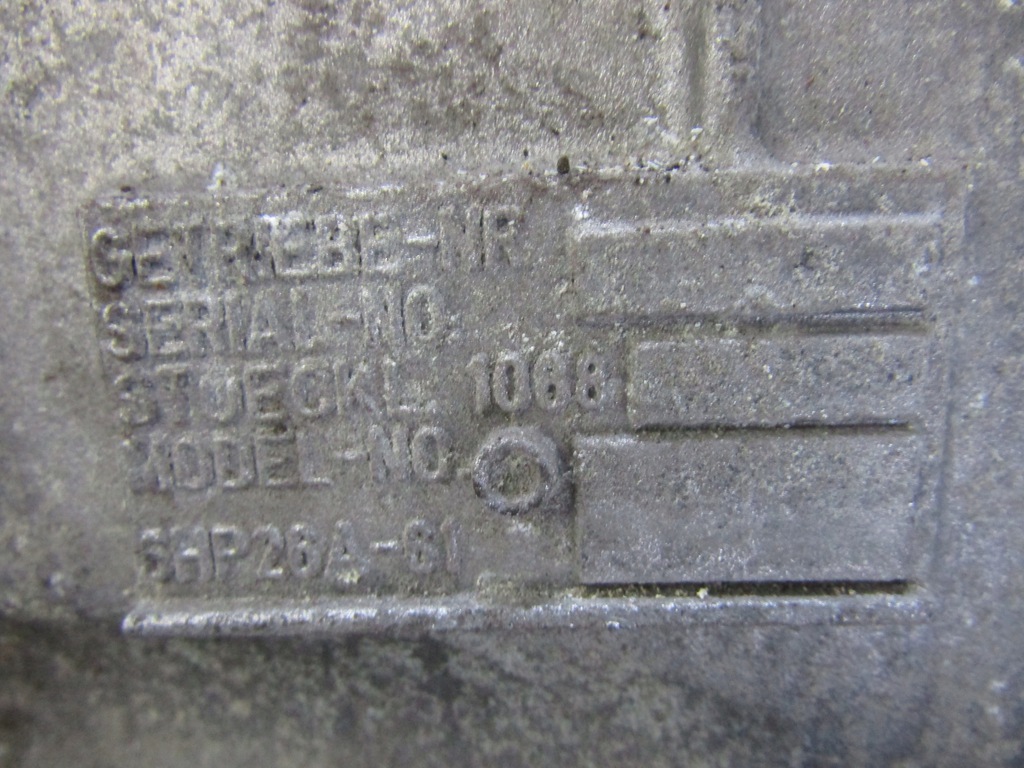 GETRIEBE-NR
SERIAL-NO.
STUECKL. 1068
MODEL-NO.
6HP26A-61